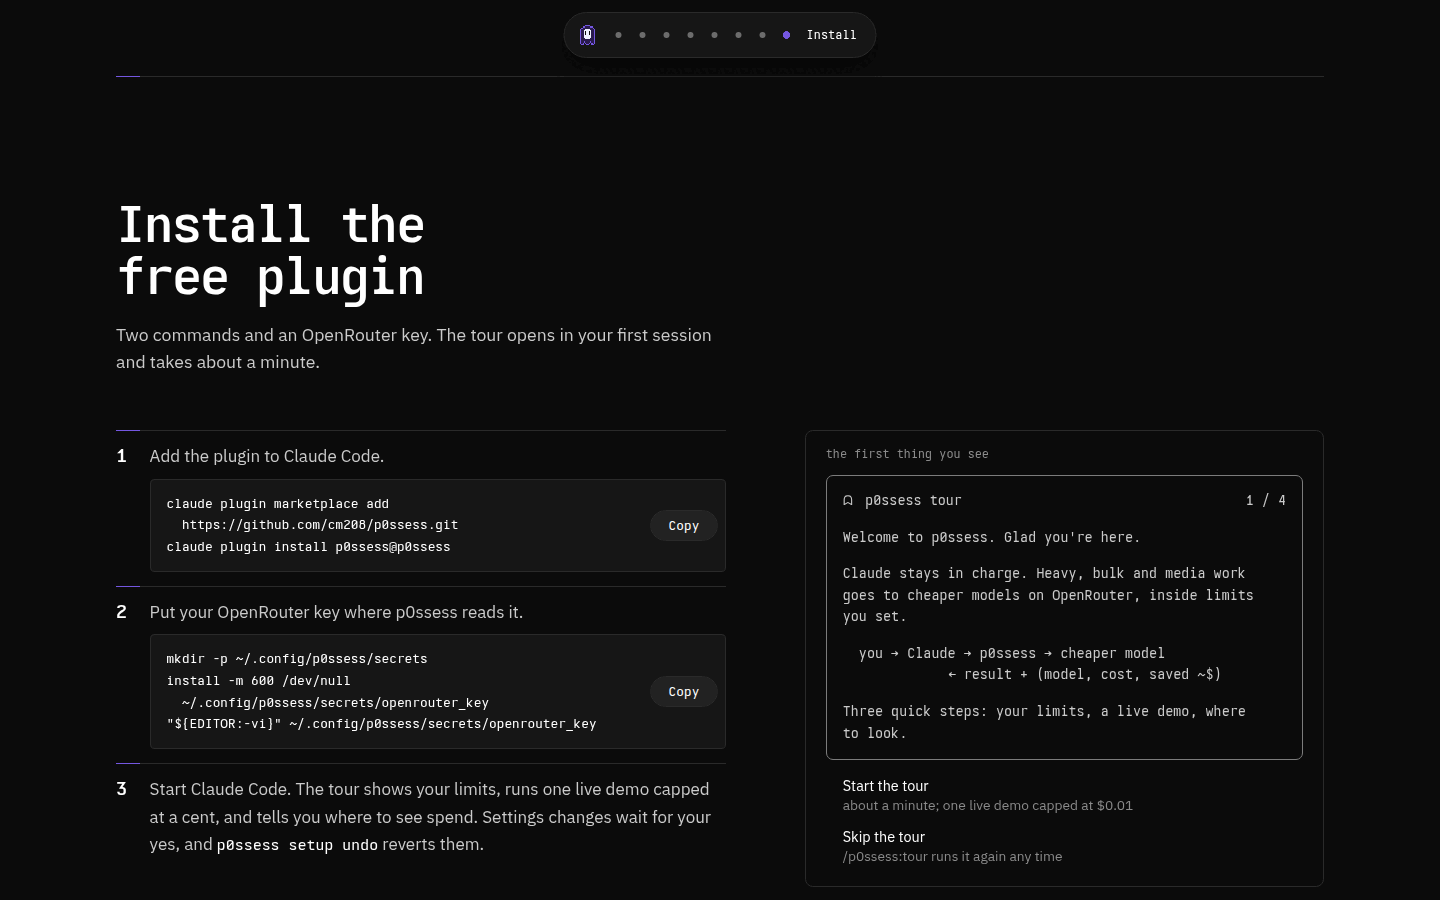 Install
Install the
free plugin
Two commands and an OpenRouter key. The tour opens in your first session
and takes about a minute.
1
Add the plugin to Claude Code.
claude plugin marketplace add
https://github.com/cm208/p0ssess.git
claude plugin install p0ssess@p0ssess
Copy
2
Put your OpenRouter key where p0ssess reads it.
mkdir -p ~/.config/p0ssess/secrets
install -m 600 /dev/null
~/.config/p0ssess/secrets/openrouter_key
"${EDITOR:-vi}" ~/.config/p0ssess/secrets/openrouter_key
Copy
3
Start Claude Code. The tour shows your limits, runs one live demo capped
at a cent, and tells you where to see spend. Settings changes wait for your
yes, and p0ssess setup undo reverts them.
the first thing you see
p0ssess tour 1 / 4
Welcome to p0ssess. Glad you're here.
Claude stays in charge. Heavy, bulk and media work
goes to cheaper models on OpenRouter, inside limits
you set.
you → Claude → p0ssess → cheaper model
← result + (model, cost, saved ~$)
Three quick steps: your limits, a live demo, where
to look.
Start the tour
about a minute; one live demo capped at $0.01
Skip the tour
/p0ssess:tour runs it again any time